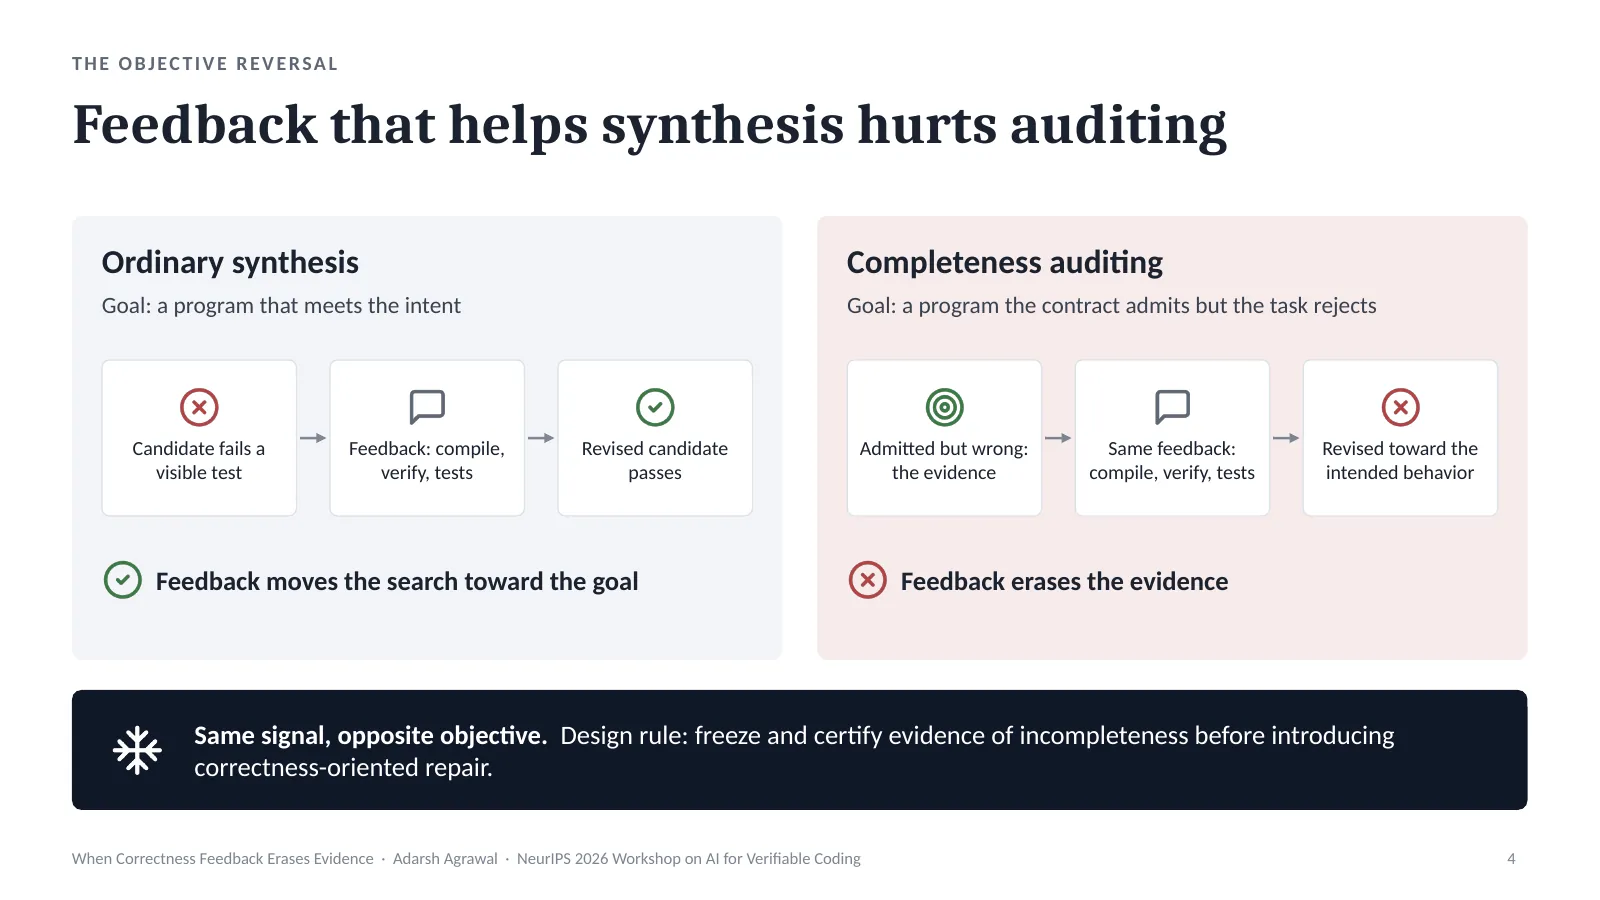 THE OBJECTIVE REVERSAL
Feedback that helps synthesis hurts auditing
Ordinary synthesis
Goal: a program that meets the intent
Candidate fails a
visible test
Feedback: compile,
verify, tests
Revised candidate
passes
Feedback moves the search toward the goal
Completeness auditing
Goal: a program the contract admits but the task rejects
Admitted but wrong:
the evidence
Same feedback:
compile, verify, tests
Revised toward the
intended behavior
Feedback erases the evidence
Same signal, opposite objective. Design rule: freeze and certify evidence of incompleteness before introducing
correctness-oriented repair.
When Correctness Feedback Erases Evidence · Adarsh Agrawal · NeurIPS 2026 Workshop on AI for Verifiable Coding
4